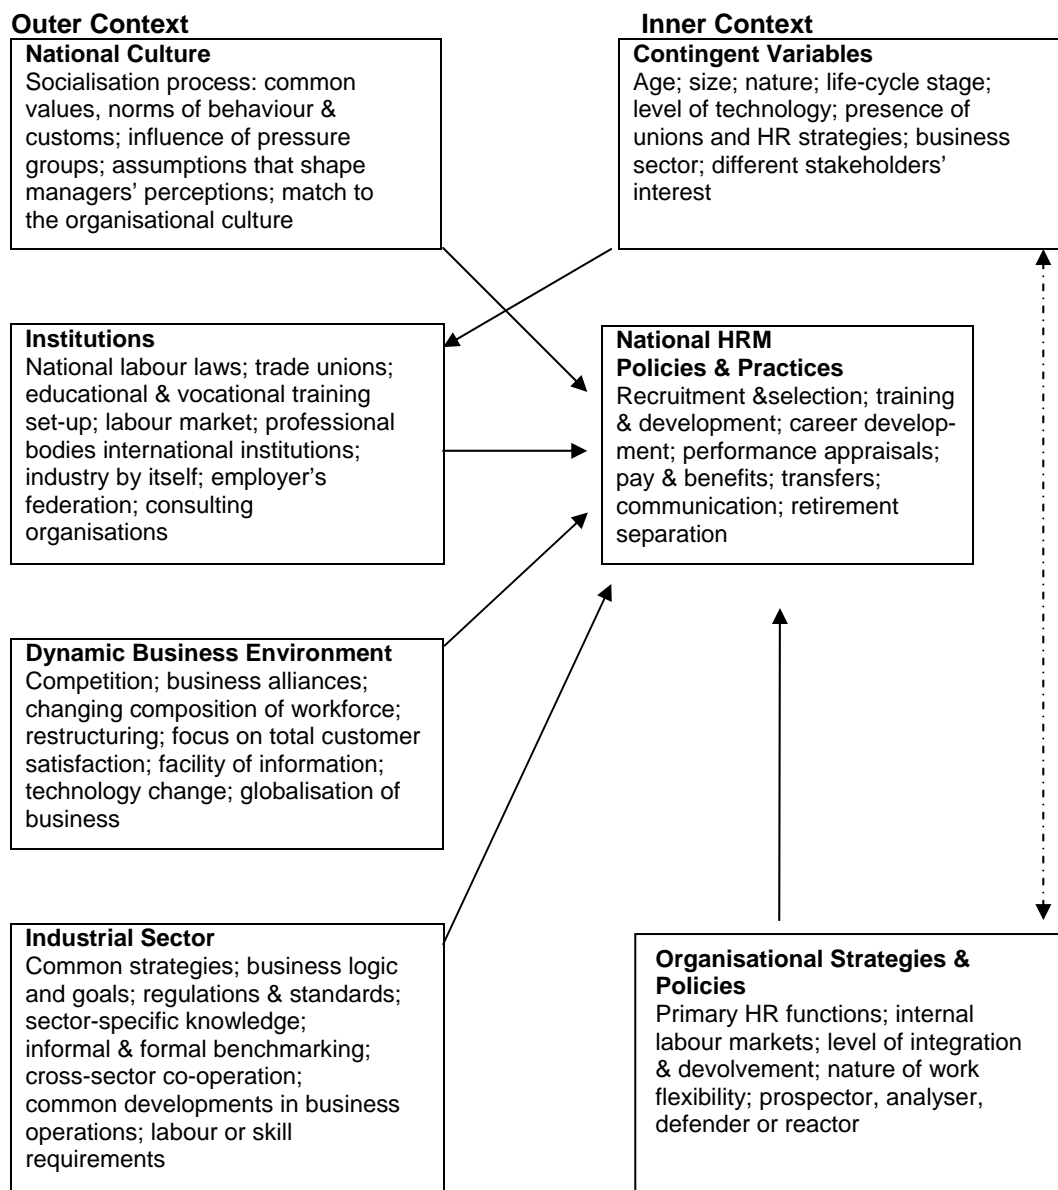 Outer Context
National Culture
Socialisation process: common
values, norms of behaviour &
customs; influence of pressure
groups; assumptions that shape
managers' perceptions; match to
the organisational culture
Institutions
National labour laws; trade unions;
educational & vocational training
set-up; labour market; professional
bodies international institutions;
industry by itself; employer's
federation; consulting
organisations
Dynamic Business Environment
Competition; business alliances;
changing composition of workforce;
restructuring; focus on total customer
satisfaction; facility of information;
technology change; globalisation of
business
Industrial Sector
Common strategies; business logic
and goals; regulations & standards;
sector-specific knowledge;
informal & formal benchmarking;
cross-sector co-operation;
common developments in business
operations; labour or skill
requirements
Inner Context
Contingent Variables
Age; size; nature; life-cycle stage;
level of technology; presence of
unions and HR strategies; business
sector; different stakeholders'
interest
National HRM
Policies & Practices
Recruitment &selection; training
& development; career develop-
ment; performance appraisals;
pay & benefits; transfers;
communication; retirement
separation
Organisational Strategies &
Policies
Primary HR functions; internal
labour markets; level of integration
& devolvement; nature of work
flexibility; prospector, analyser,
defender or reactor